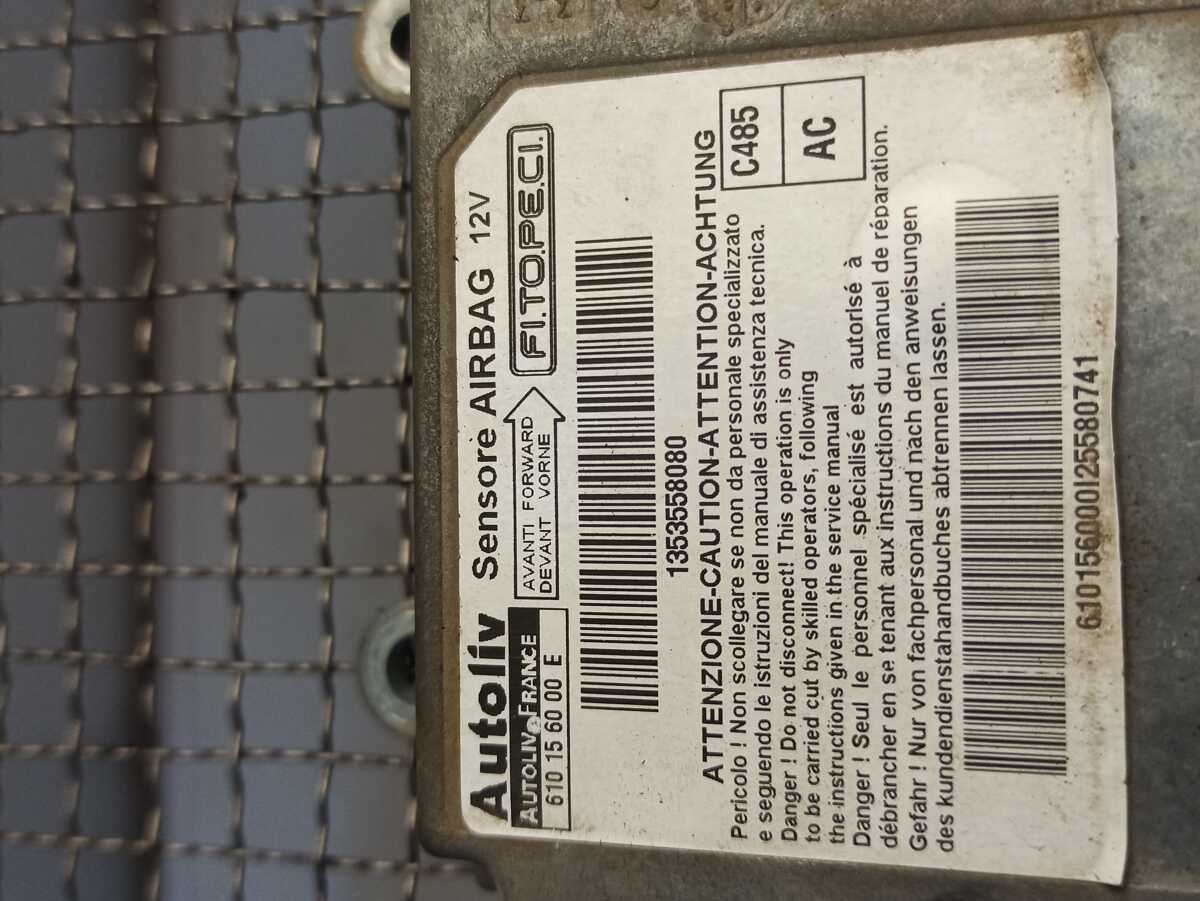 Autoliv
Sensore AIRBAG 12V
AUTOLIV FRANCE
610 15 60 00 E
AVANTI FORWARD
DEVANT VORNE
FI.TO.PE.CI.
1353558080
ATTENZIONE-CAUTION-ATTENTION-ACHTUNG
C485
AC
Pericolo ! Non scollegare se non da personale specializzato
e seguendo le istruzioni del manuale di assistenza tecnica.
Danger ! Do not disconnect! This operation is only
to be carried cut by skilled operators, following
the instructions given in the service manual
Danger ! Seul le personnel spécialisé est autorisé à
débrancher en se tenant aux instructions du manuel de réparation.
Gefahr ! Nur von fachpersonal und nach den anweisungen
des kundendienstahandbuches abtrennen lassen.
610156000I25580741